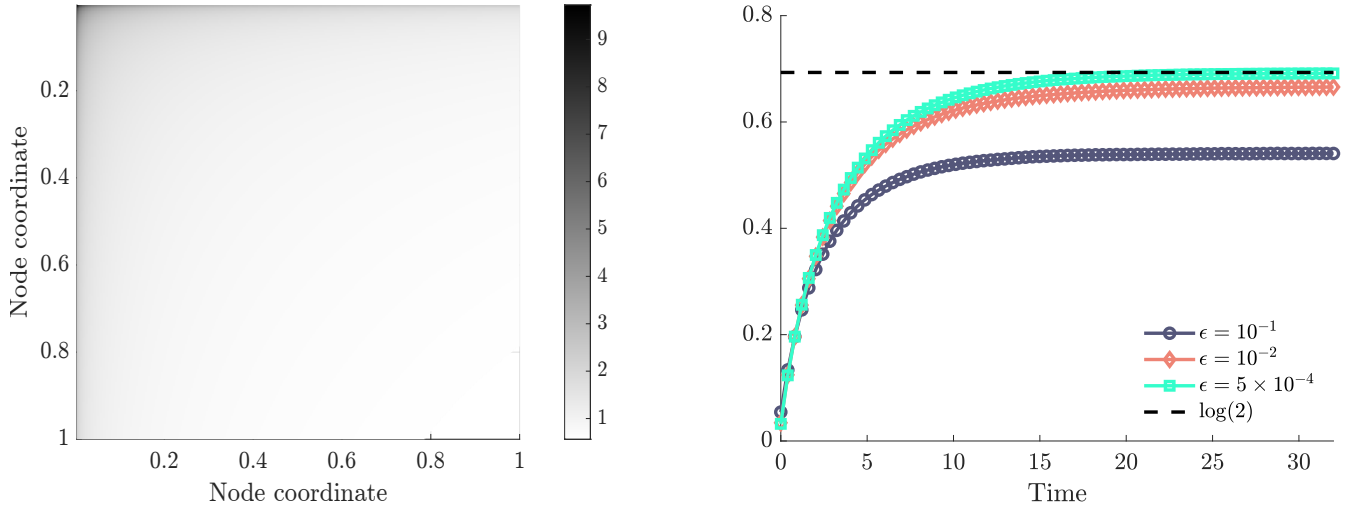 0.2
0.4
0.6
0.8
1
Node coordinate
0.2 0.4 0.6 0.8 1
Node coordinate
9
8
7
6
5
4
3
2
1
0.8
0.6
0.4
0.2
0
0 5 10 15 20 25 30
Time
ϵ = 10⁻¹
ϵ = 10⁻²
ϵ = 5 × 10⁻⁴
log(2)